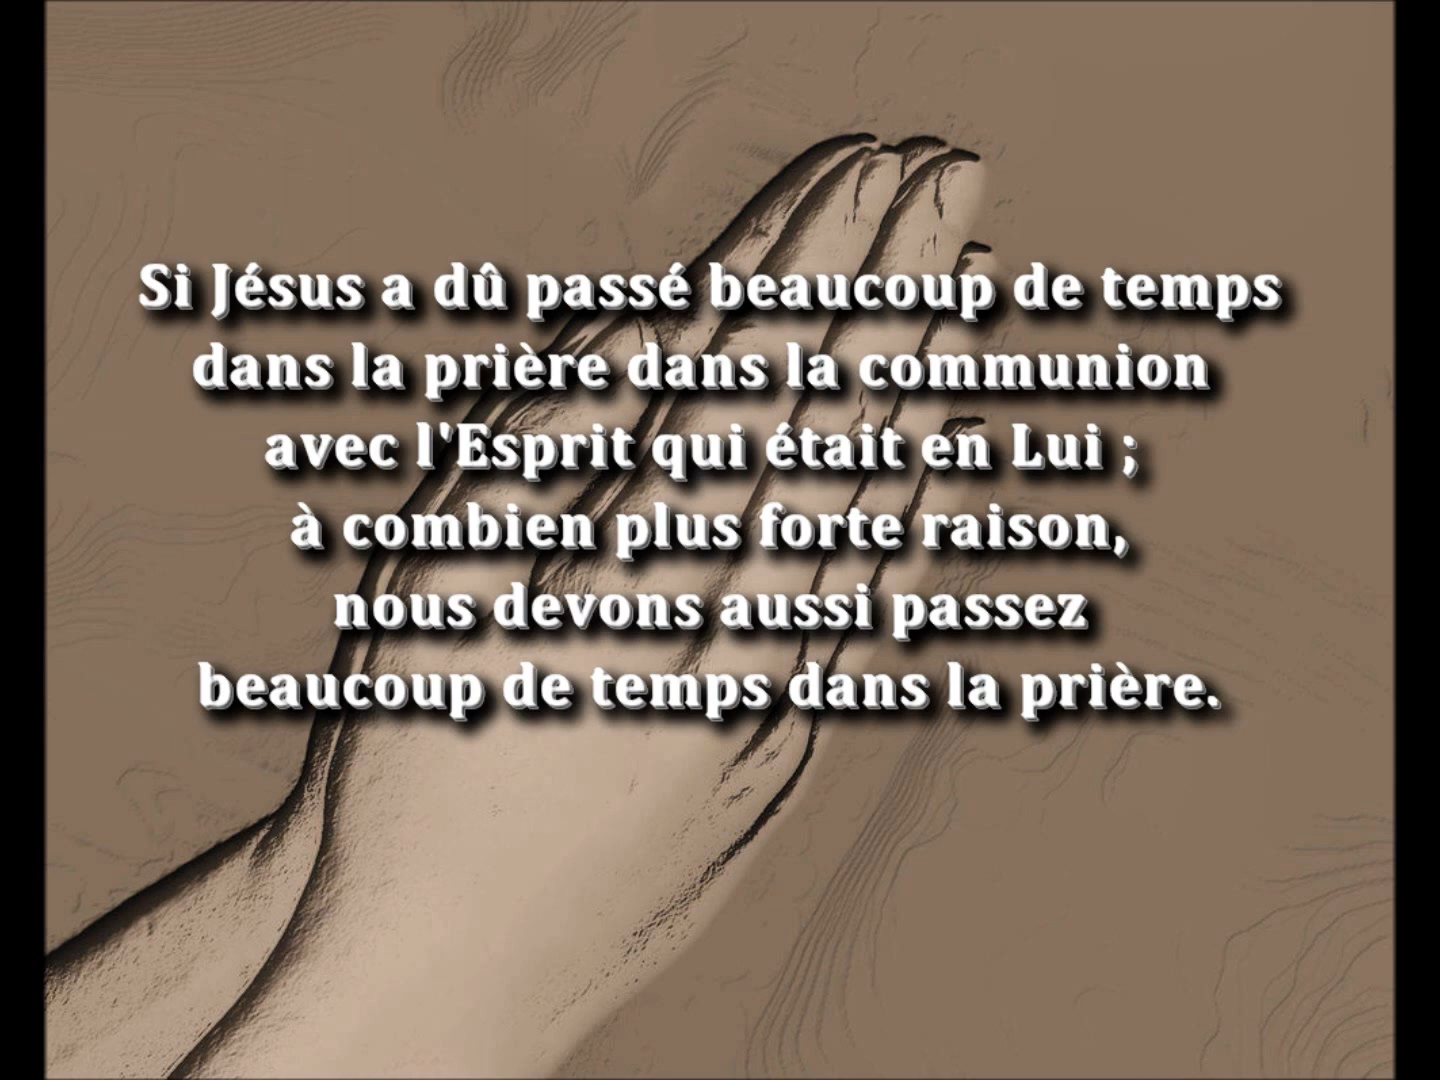 Si Jésus a dû passé beaucoup de temps
dans la prière dans la communion
avec l'Esprit qui était en Lui ;
à combien plus forte raison,
nous devons aussi passez
beaucoup de temps dans la prière.